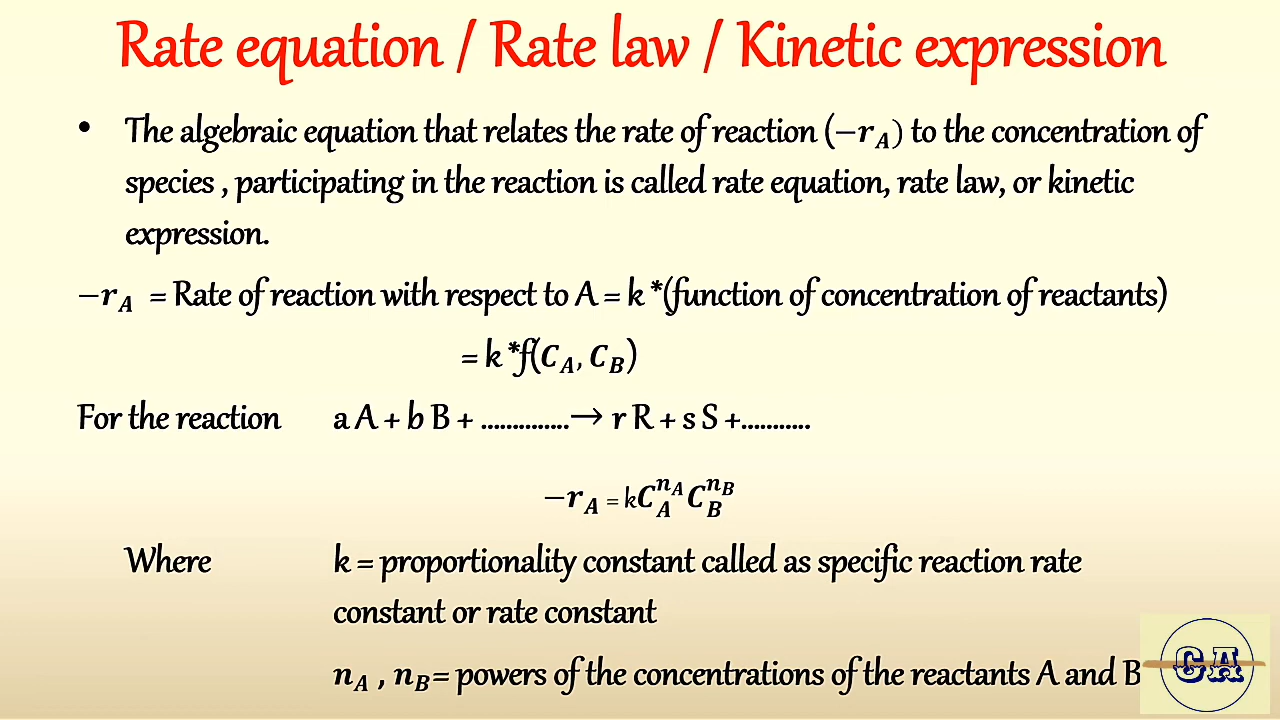 Rate equation / Rate law / Kinetic expression
• The algebraic equation that relates the rate of reaction (−r_A) to the concentration of
species , participating in the reaction is called rate equation, rate law, or kinetic
expression.
−r_A = Rate of reaction with respect to A = k *(function of concentration of reactants)
= k *f(C_A, C_B)
For the reaction a A + b B + ..............→ r R + s S +...........
−r_A = kC_A^{n_A} C_B^{n_B}
Where k = proportionality constant called as specific reaction rate
constant or rate constant
n_A , n_B= powers of the concentrations of the reactants A and B
CA